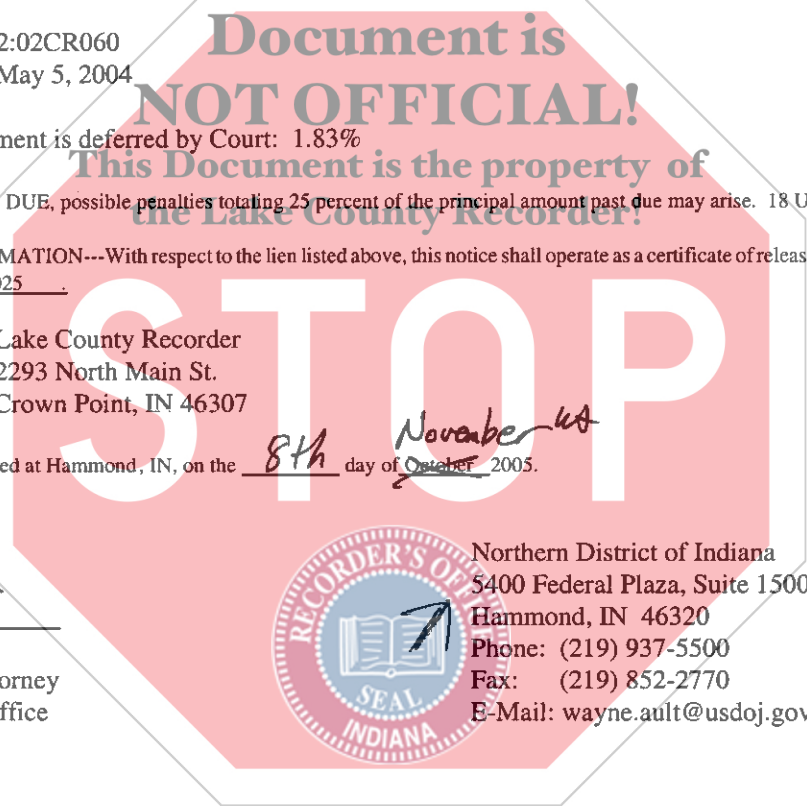 2:02CR060
May 5, 2004
Document is
NOT OFFICIAL!
ment is deferred by Court: 1.83%
This Document is the property of
DUE, possible penalties totaling 25 percent of the principal amount past due may arise. 18 U
the Lake County Recorder!
MATION---With respect to the lien listed above, this notice shall operate as a certificate of releas
025 .
STOP
Lake County Recorder
2293 North Main St.
Crown Point, IN 46307
November
ed at Hammond, IN, on the 8th day of October 2005.
RECORDER'S OFFICE
SEAL
INDIANA
Northern District of Indiana
5400 Federal Plaza, Suite 1500
Hammond, IN 46320
Phone: (219) 937-5500
Fax: (219) 852-2770
E-Mail: wayne.ault@usdoj.gov
orney
ffice